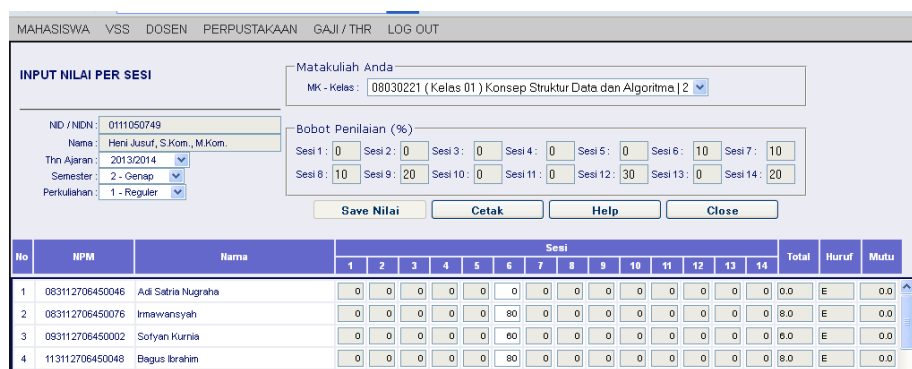 MAHASISWA VSS DOSEN PERPUSTAKAAN GAJI / THR LOG OUT
INPUT NILAI PER SESI
Matakuliah Anda
MK - Kelas : 08030221 ( Kelas 01 ) Konsep Struktur Data dan Algoritma | 2
NID / NIDN : 0111050749
Nama : Heni Jusuf, S.Kom., M.Kom.
Thn Ajaran : 2013/2014
Semester : 2 - Genap
Perkuliahan : 1 - Reguler
Bobot Penilaian (%)
Sesi 1 : 0 Sesi 2 : 0 Sesi 3 : 0 Sesi 4 : 0 Sesi 5 : 0 Sesi 6 : 10 Sesi 7 : 10
Sesi 8 : 10 Sesi 9 : 20 Sesi 10 : 0 Sesi 11 : 0 Sesi 12 : 30 Sesi 13 : 0 Sesi 14 : 20
Save Nilai Cetak Help Close
No NPM Nama Sesi Total Huruf Mutu
1 2 3 4 5 6 7 8 9 10 11 12 13 14
1 083112706450046 Adi Satria Nugraha 0 0 0 0 0 0 0 0 0 0 0 0 0 0 0.0 E 0.0
2 083112706450076 Irmawansyah 0 0 0 0 0 80 0 0 0 0 0 0 0 0 8.0 E 0.0
3 093112706450002 Sofyan Kurnia 0 0 0 0 0 60 0 0 0 0 0 0 0 0 6.0 E 0.0
4 113112706450048 Bagus Ibrahim 0 0 0 0 0 80 0 0 0 0 0 0 0 0 8.0 E 0.0